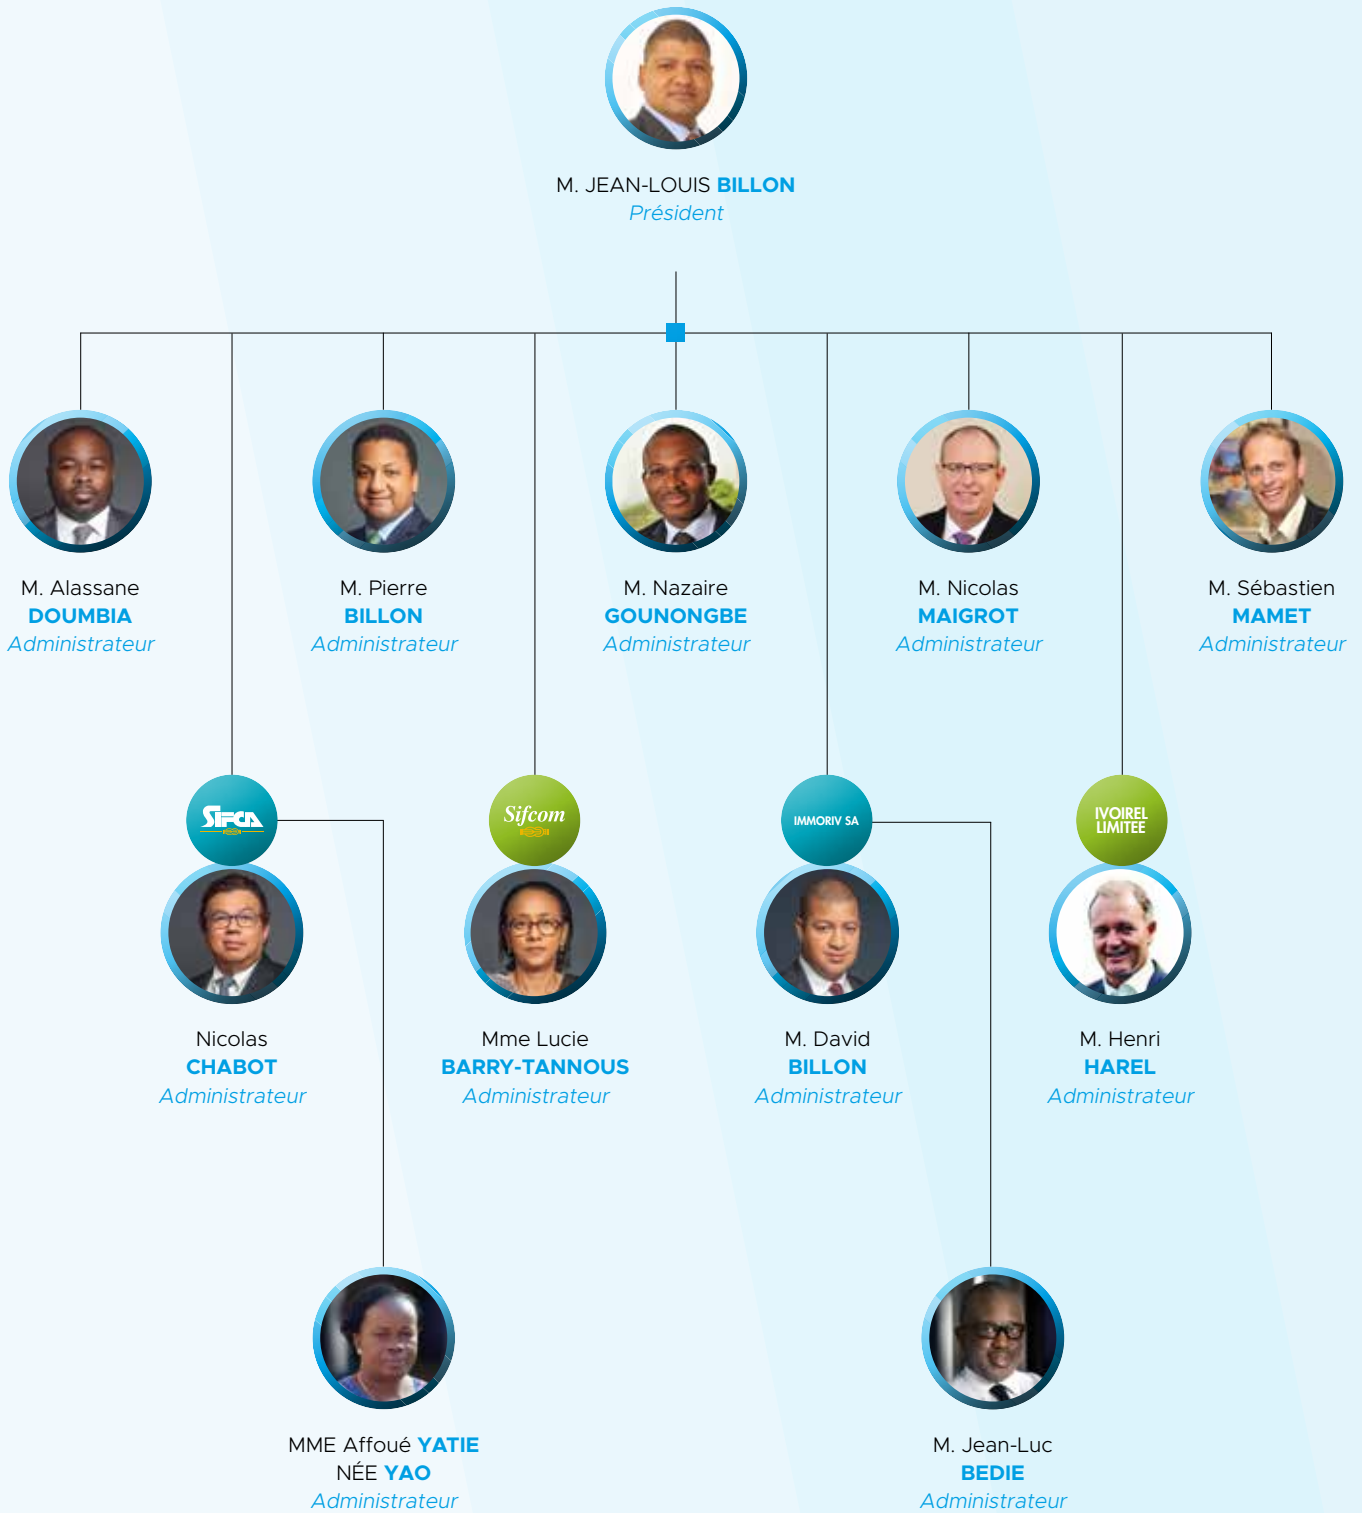 M. JEAN-LOUIS BILLON
Président
M. Alassane
DOUMBIA
Administrateur
M. Pierre
BILLON
Administrateur
M. Nazaire
GOUNONGBE
Administrateur
M. Nicolas
MAIGROT
Administrateur
M. Sébastien
MAMET
Administrateur
SIFCA
Nicolas
CHABOT
Administrateur
Sifcom
Mme Lucie
BARRY-TANNOUS
Administrateur
IMMORIV SA
M. David
BILLON
Administrateur
IVOIREL
LIMITEE
M. Henri
HAREL
Administrateur
MME Affoué YATIE
NÉE YAO
Administrateur
M. Jean-Luc
BEDIE
Administrateur